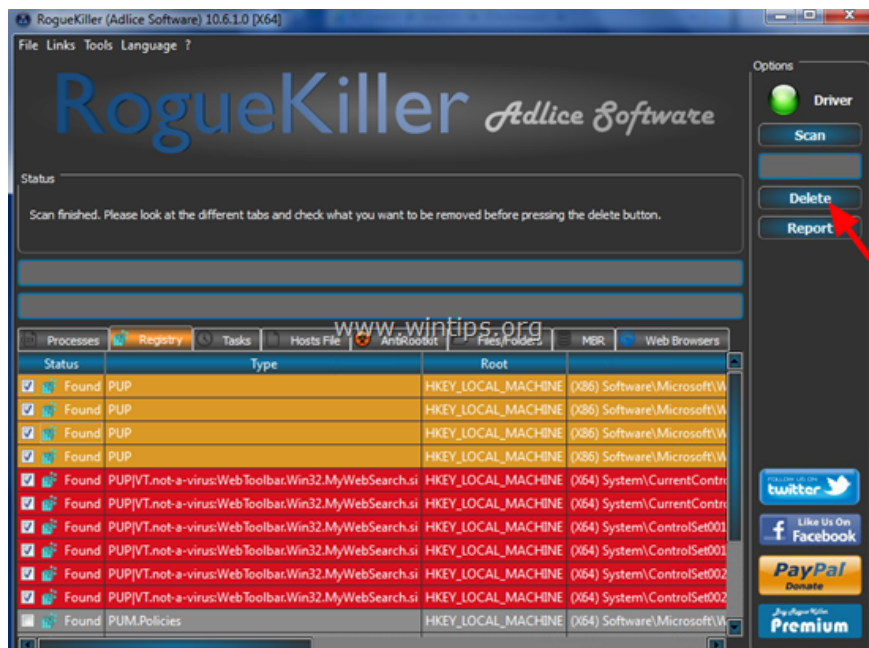 RogueKiller (Adlice Software) 10.6.1.0 [X64]
File Links Tools Language ?
RogueKiller Adlice Software
Options
Driver
Scan
Delete
Report
Status
Scan finished. Please look at the different tabs and check what you want to be removed before pressing the delete button.
www.wintips.org
Processes Registry Tasks Hosts File AntiRootkit Files/Folders MBR Web Browsers
Status Type Root
Found PUP HKEY_LOCAL_MACHINE (X86) Software\Microsoft\W
Found PUP HKEY_LOCAL_MACHINE (X86) Software\Microsoft\W
Found PUP HKEY_LOCAL_MACHINE (X86) Software\Microsoft\W
Found PUP HKEY_LOCAL_MACHINE (X86) Software\Microsoft\W
Found PUP|VT.not-a-virus:WebToolbar.Win32.MyWebSearch.si HKEY_LOCAL_MACHINE (X64) System\CurrentContro
Found PUP|VT.not-a-virus:WebToolbar.Win32.MyWebSearch.si HKEY_LOCAL_MACHINE (X64) System\CurrentContro
Found PUP|VT.not-a-virus:WebToolbar.Win32.MyWebSearch.si HKEY_LOCAL_MACHINE (X64) System\ControlSet001
Found PUP|VT.not-a-virus:WebToolbar.Win32.MyWebSearch.si HKEY_LOCAL_MACHINE (X64) System\ControlSet001
Found PUP|VT.not-a-virus:WebToolbar.Win32.MyWebSearch.si HKEY_LOCAL_MACHINE (X64) System\ControlSet002
Found PUP|VT.not-a-virus:WebToolbar.Win32.MyWebSearch.si HKEY_LOCAL_MACHINE (X64) System\ControlSet002
Found PUM.Policies HKEY_LOCAL_MACHINE (X64) Software\Microsoft\W
FOLLOW US ON
twitter
Like Us On
Facebook
PayPal
Donate
Buy RogueKiller
Premium